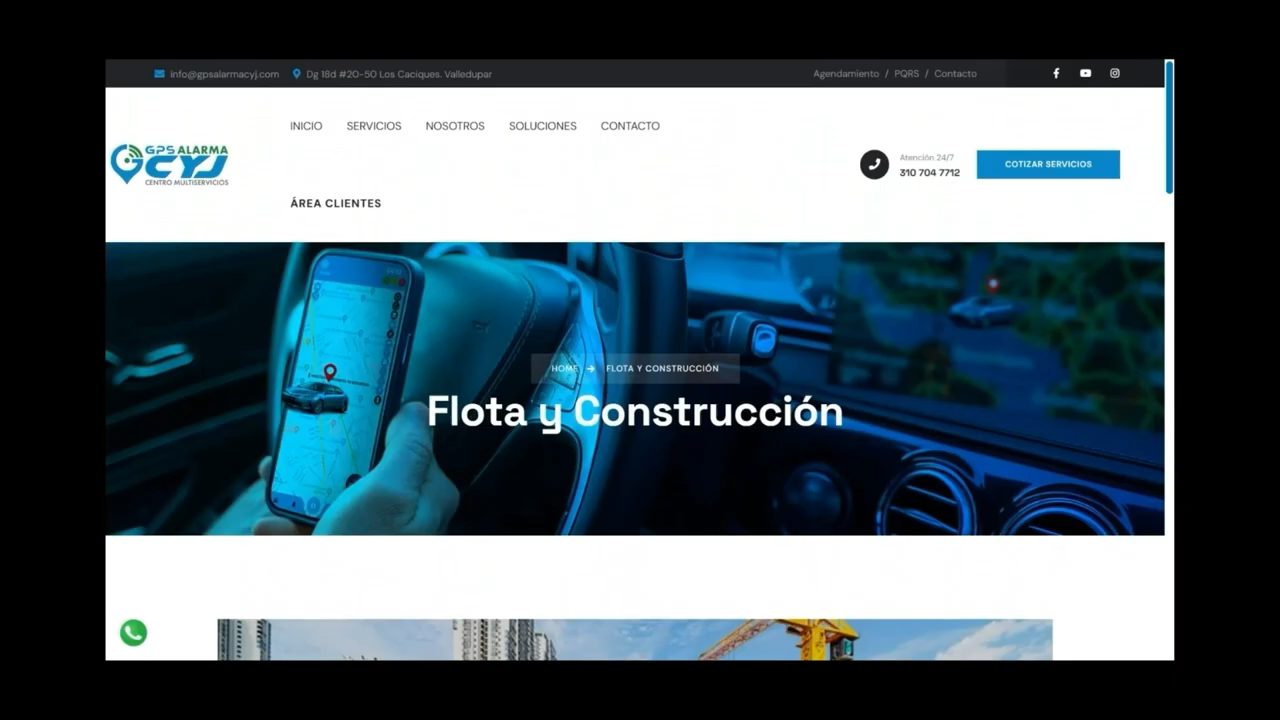 info@gpsalarmacyj.com Dg 18d #20-50 Los Caciques. Valledupar Agendamiento / PQRS / Contacto
INICIO SERVICIOS NOSOTROS SOLUCIONES CONTACTO
GPS ALARMA
CYJ
CENTRO MULTISERVICIOS
Atención 24/7
310 704 7712
COTIZAR SERVICIOS
ÁREA CLIENTES
HOME → FLOTA Y CONSTRUCCIÓN
Flota y Construcción